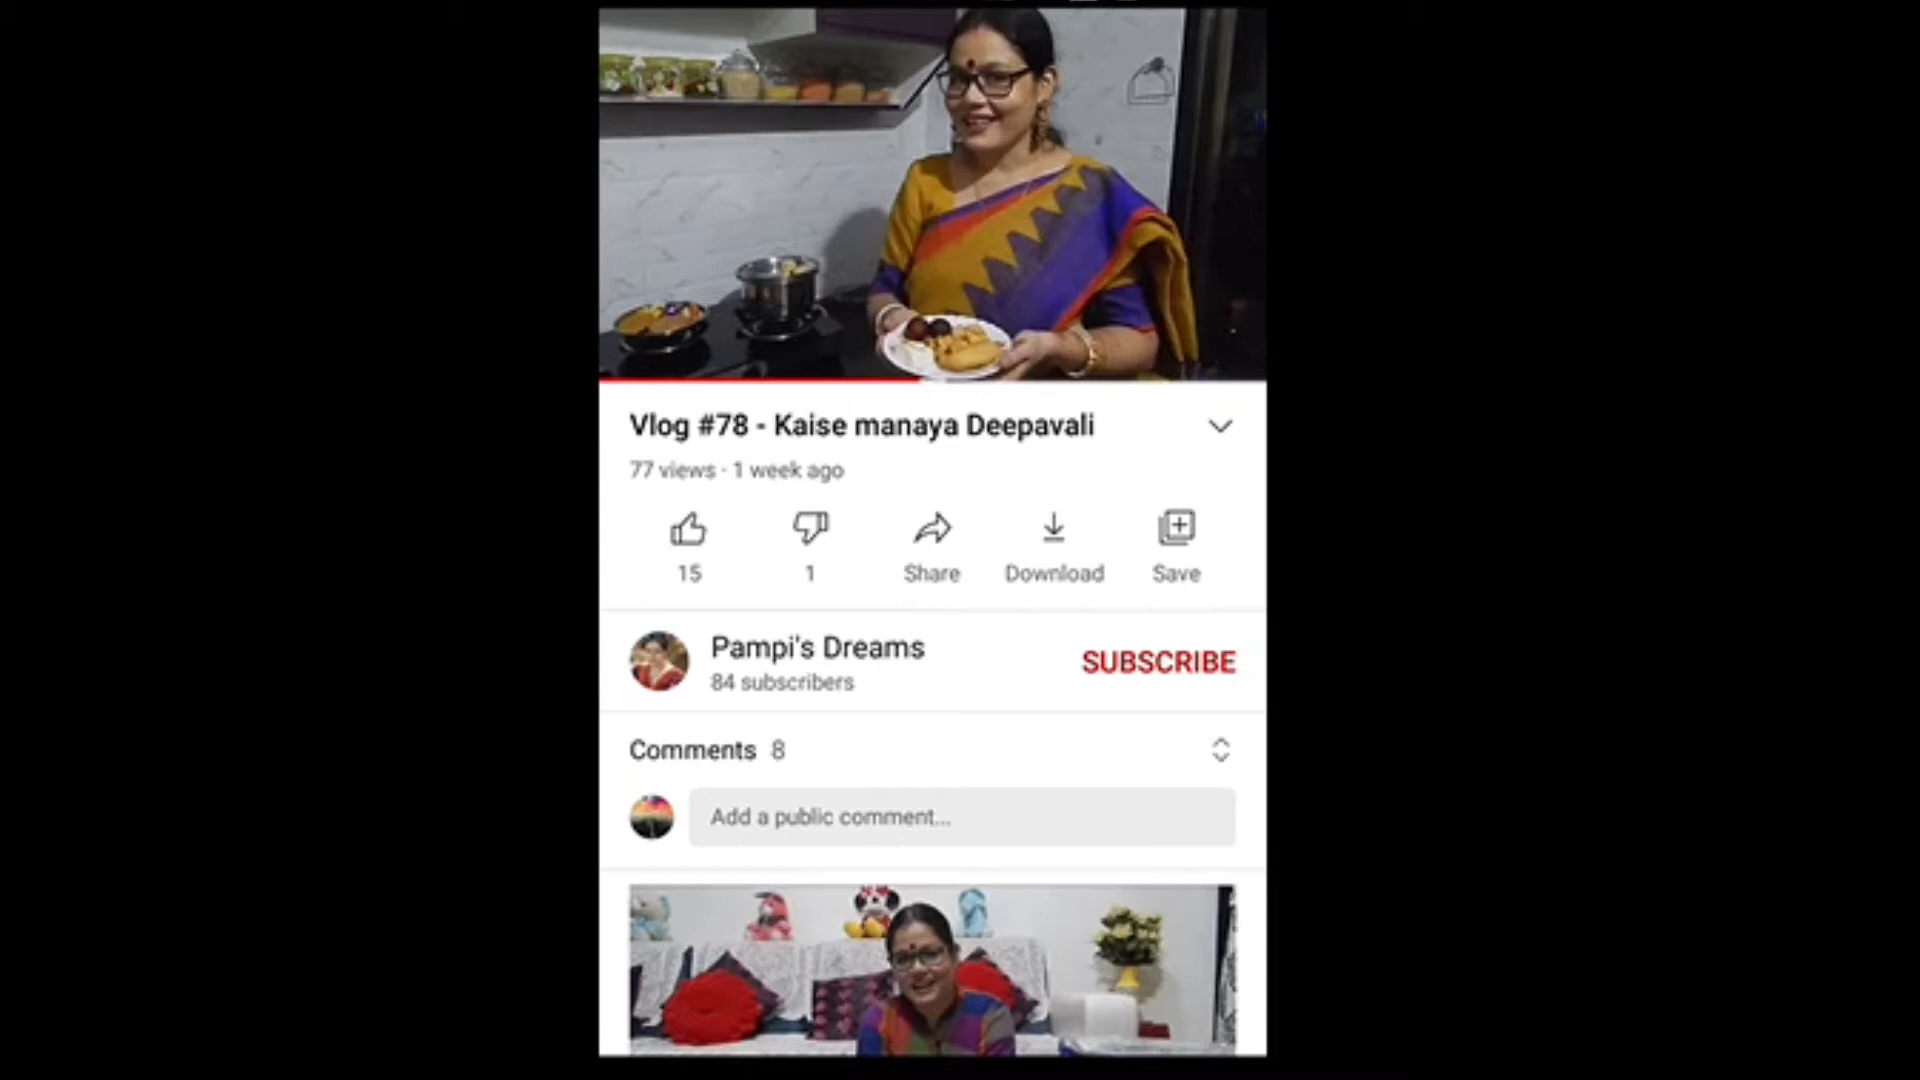 Vlog #78 - Kaise manaya Deepavali
77 views · 1 week ago
15 1 Share Download Save
Pampi's Dreams
84 subscribers
SUBSCRIBE
Comments 8
Add a public comment...